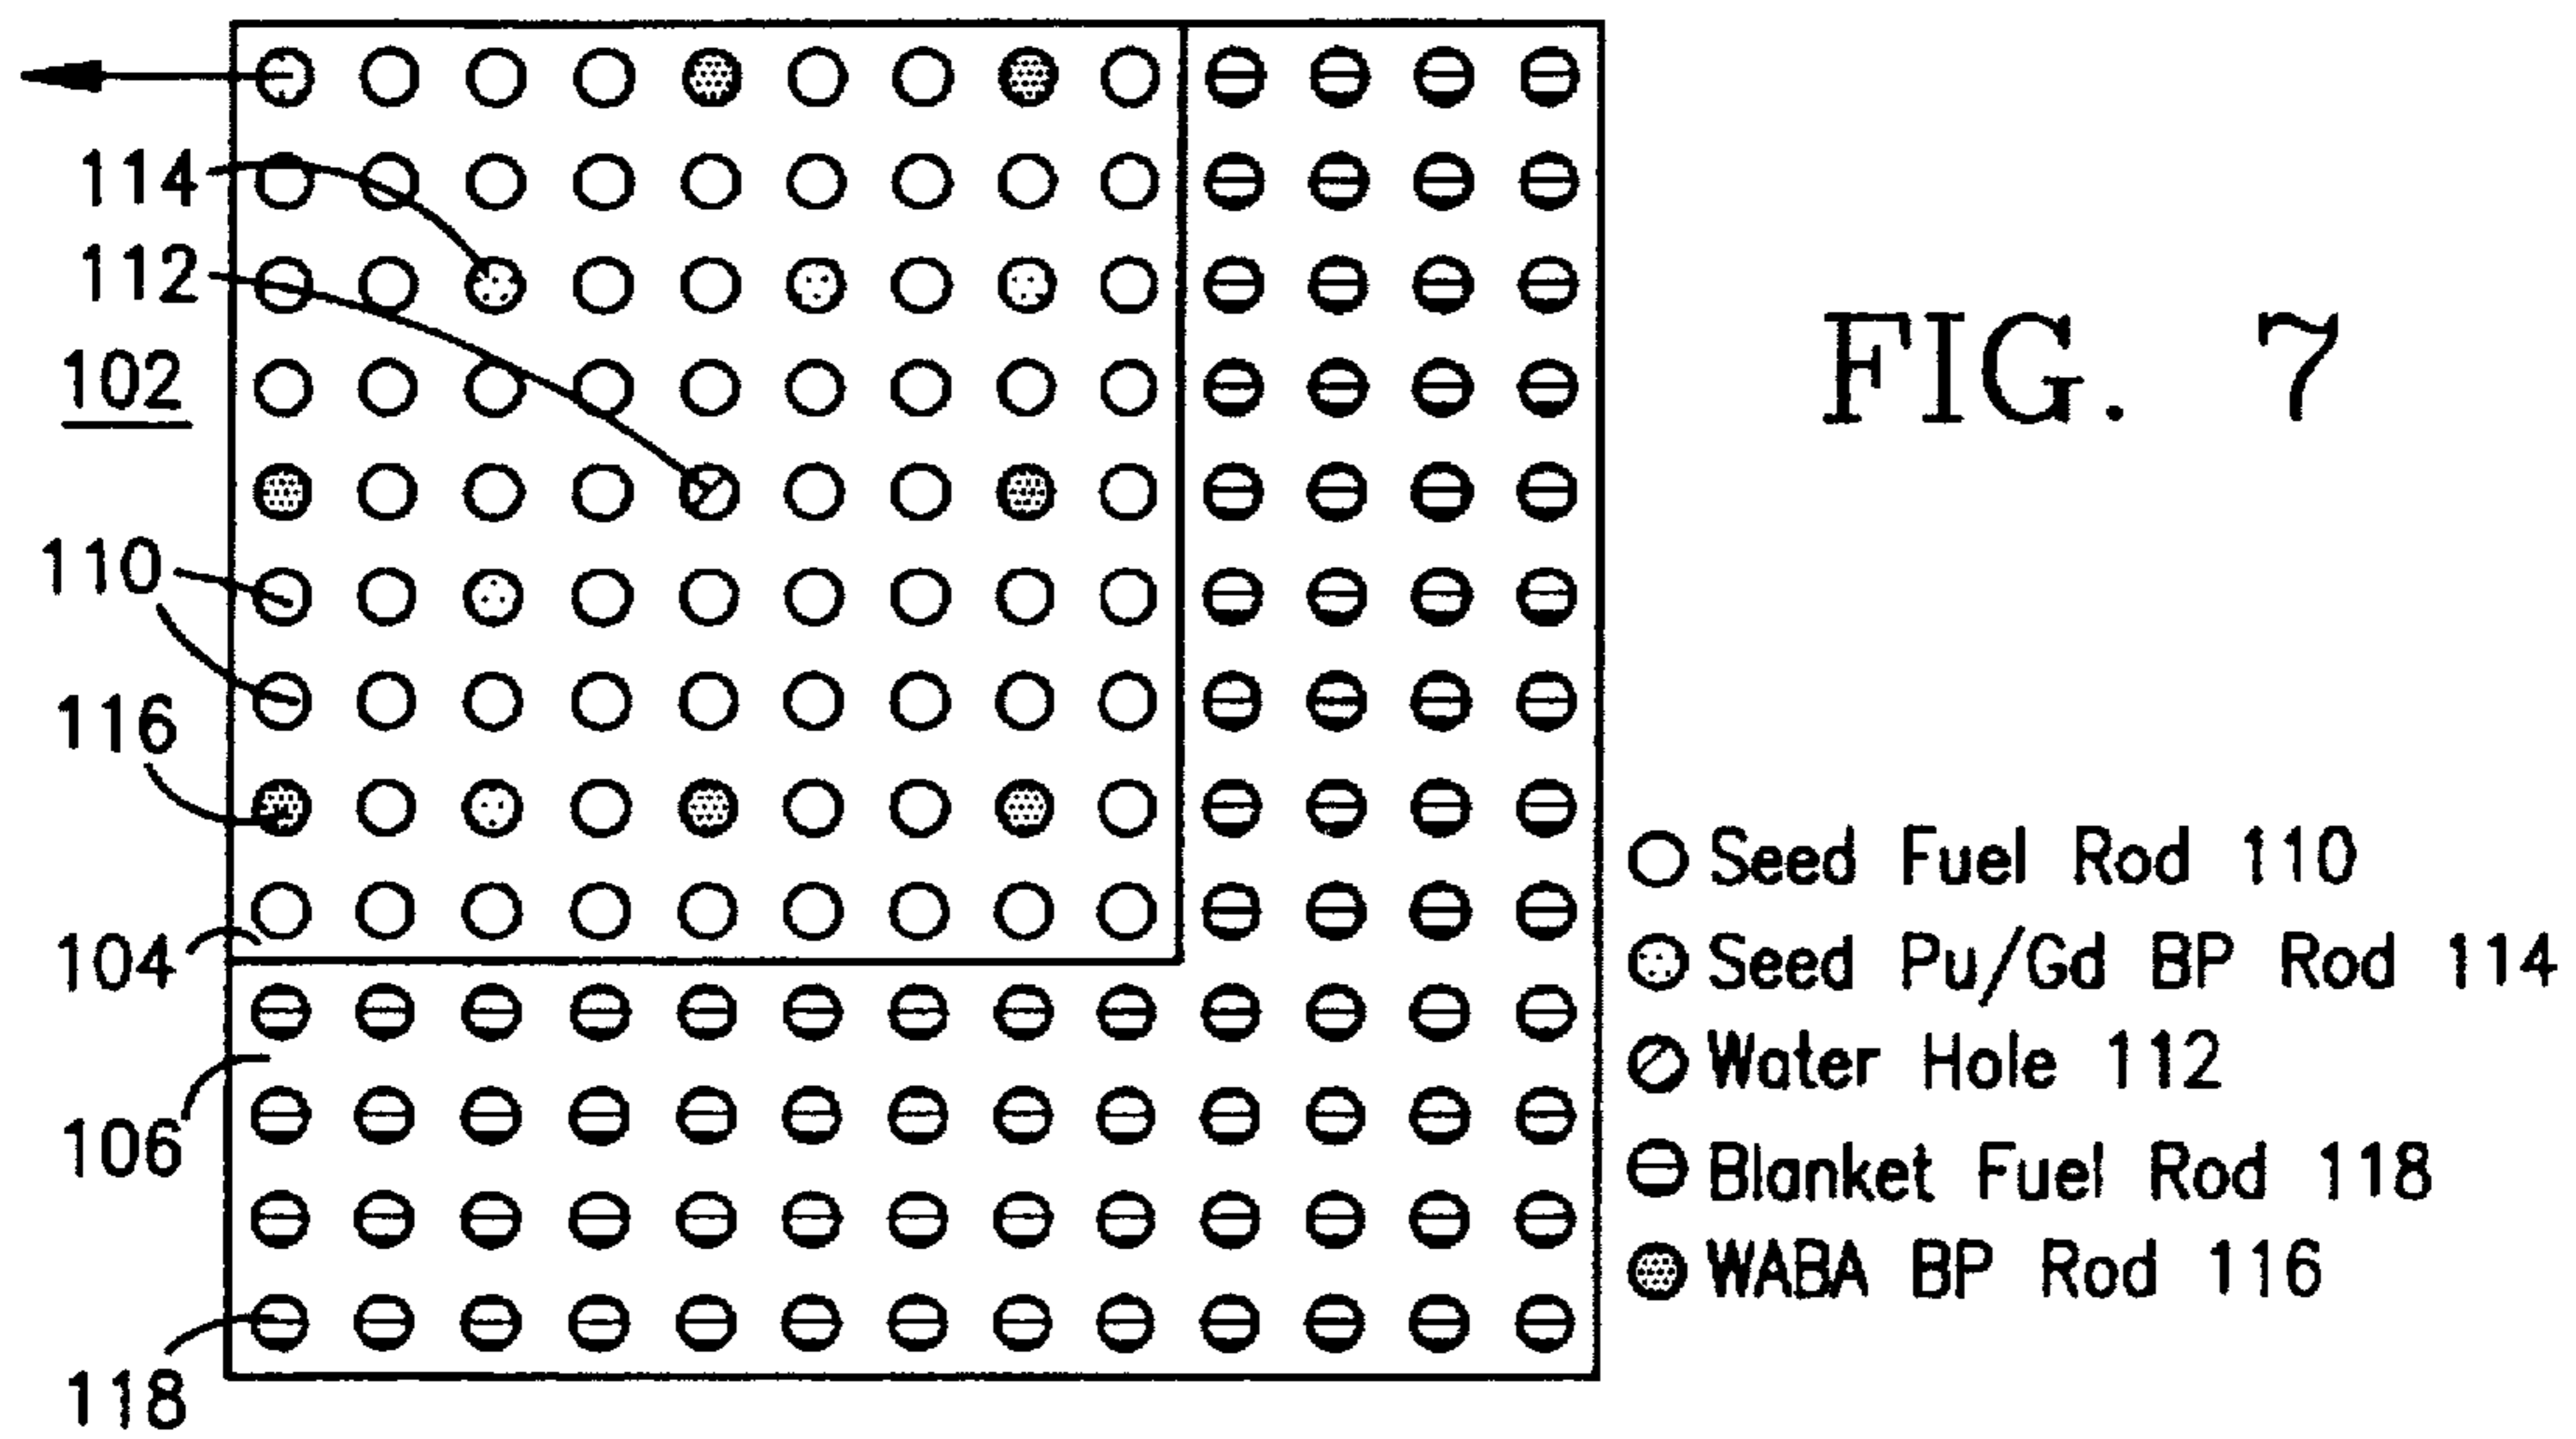 114
112
102
110
116
104
106
118
FIG. 7
Seed Fuel Rod 110
Seed Pu/Gd BP Rod 114
Water Hole 112
Blanket Fuel Rod 118
WABA BP Rod 116